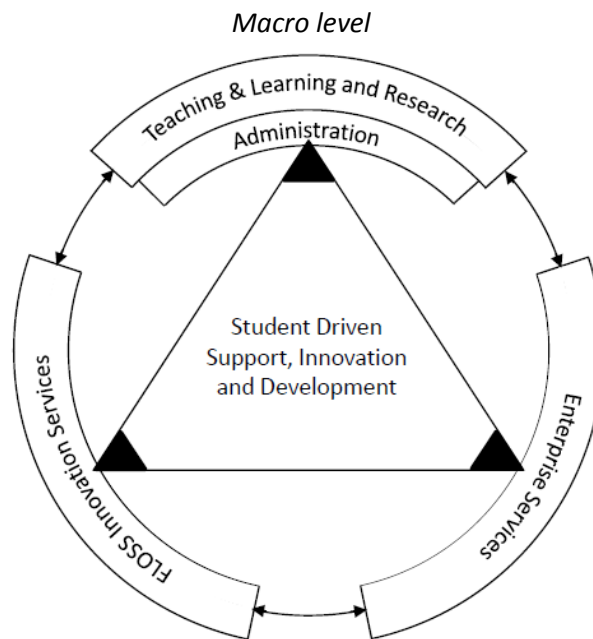 Macro level
Teaching & Learning and Research
Administration
Student Driven
Support, Innovation
and Development
FLOSS Innovation Services
Enterprise Services